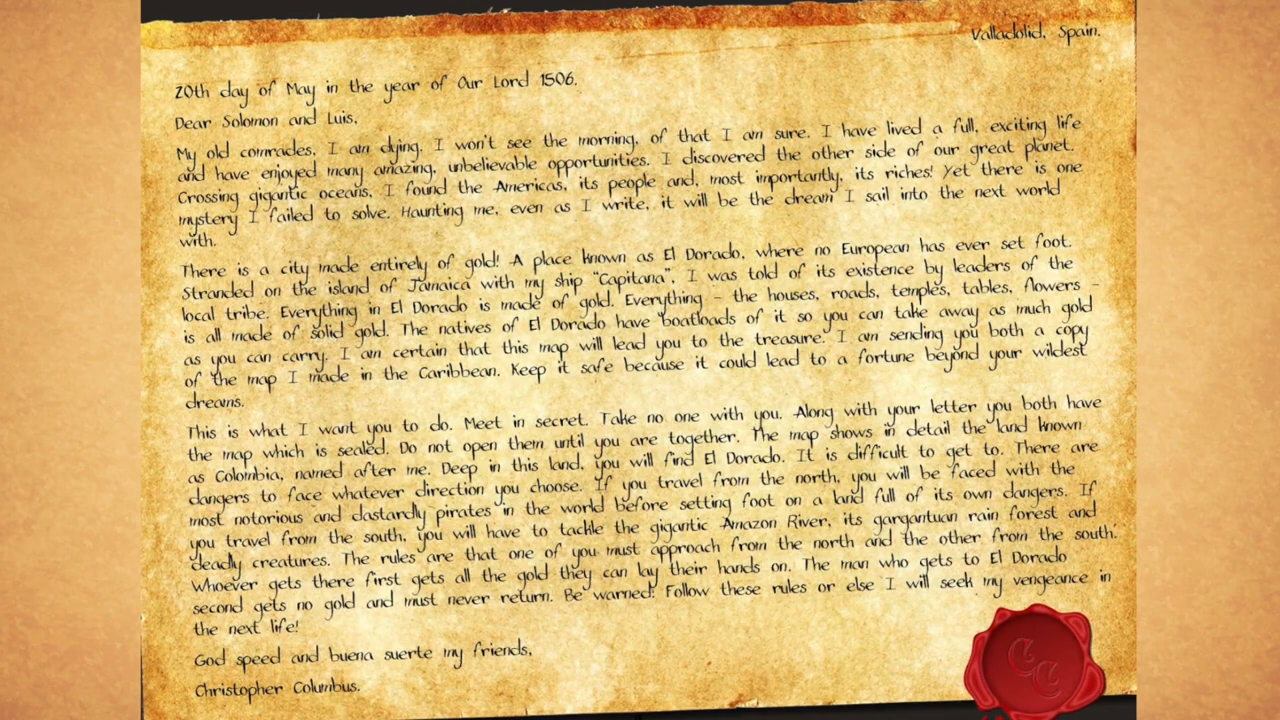 Valladolid, Spain.
20th day of May in the year of Our Lord 1506.
Dear Solomon and Luis,
My old comrades, I am dying. I won't see the morning, of that I am sure. I have lived a full, exciting life
and have enjoyed many amazing, unbelievable opportunities. I discovered the other side of our great planet.
Crossing gigantic oceans, I found the Americas, its people and, most importantly, its riches! Yet there is one
mystery I failed to solve. Haunting me, even as I write, it will be the dream I sail into the next world
with.
There is a city made entirely of gold! A place known as El Dorado, where no European has ever set foot.
Stranded on the island of Jamaica with my ship "Capitana", I was told of its existence by leaders of the
local tribe. Everything in El Dorado is made of gold. Everything - the houses, roads, temples, tables, flowers -
is all made of solid gold. The natives of El Dorado have boatloads of it so you can take away as much gold
as you can carry. I am certain that this map will lead you to the treasure. I am sending you both a copy
of the map I made in the Caribbean. Keep it safe because it could lead to a fortune beyond your wildest
dreams.
This is what I want you to do. Meet in secret. Take no one with you. Along with your letter you both have
the map which is sealed. Do not open them until you are together. The map shows in detail the land known
as Colombia, named after me. Deep in this land, you will find El Dorado. It is difficult to get to. There are
dangers to face whatever direction you choose. If you travel from the north, you will be faced with the
most notorious and dastardly pirates in the world before setting foot on a land full of its own dangers. If
you travel from the south, you will have to tackle the gigantic Amazon River, its gargantuan rain forest and
deadly creatures. The rules are that one of you must approach from the north and the other from the south.
Whoever gets there first gets all the gold they can lay their hands on. The man who gets to El Dorado
second gets no gold and must never return. Be warned! Follow these rules or else I will seek my vengeance in
the next life!
God speed and buena suerte my friends,
Christopher Columbus.
CC